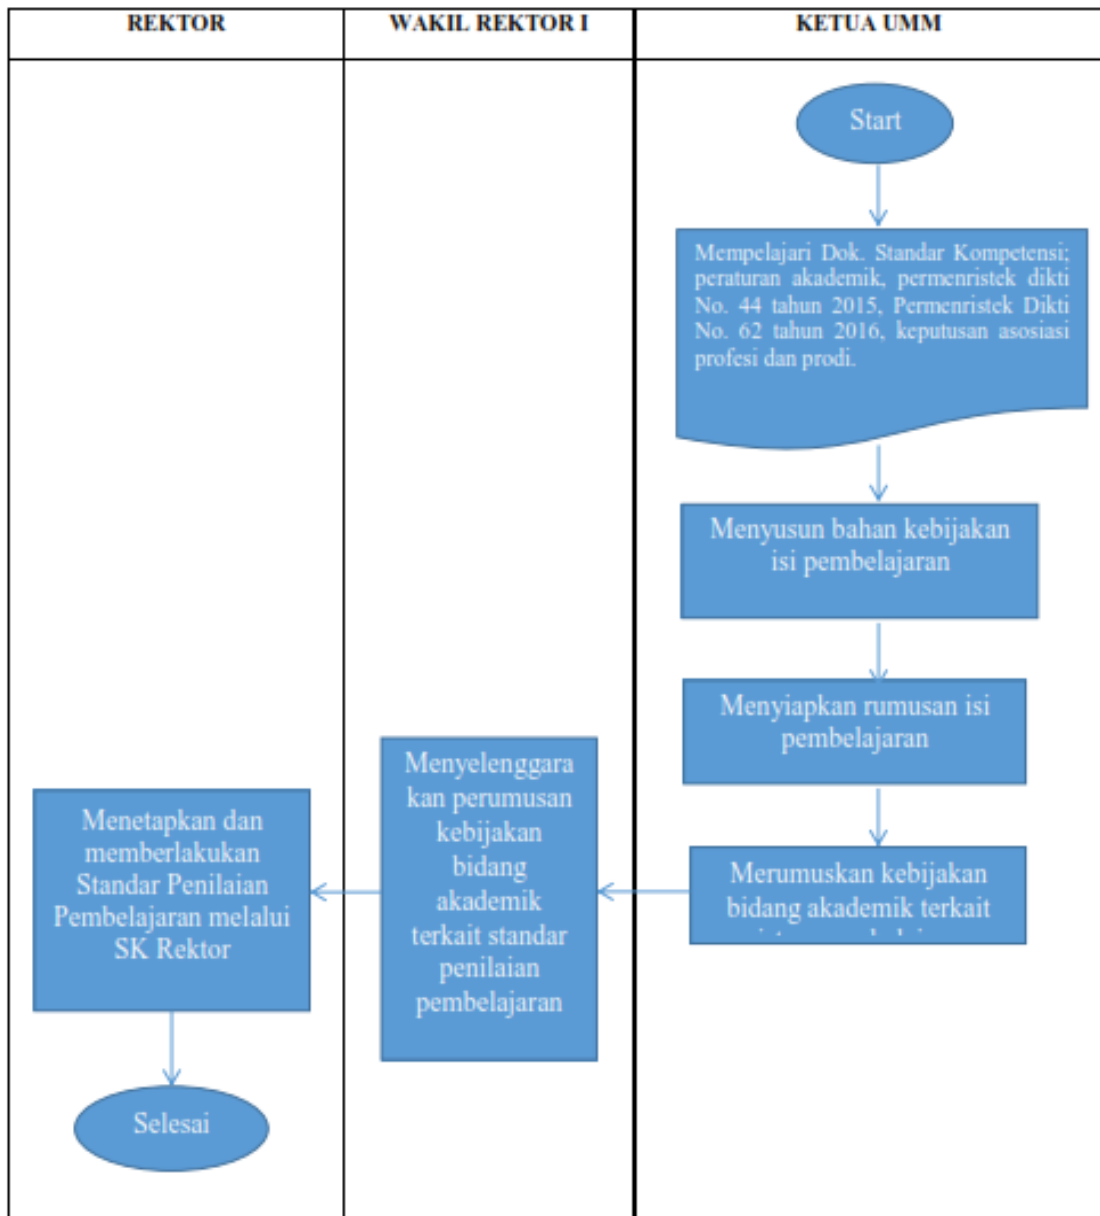 REKTOR
WAKIL REKTOR I
KETUA UMM
Start
Mempelajari Dok. Standar Kompetensi;
peraturan akademik, permenristek dikti
No. 44 tahun 2015, Permenristek Dikti
No. 62 tahun 2016, keputusan asosiasi
profesi dan prodi.
Menyusun bahan kebijakan
isi pembelajaran
Menyiapkan rumusan isi
pembelajaran
Merumuskan kebijakan
bidang akademik terkait
Menyelenggara
kan perumusan
kebijakan
bidang
akademik
terkait standar
penilaian
pembelajaran
Menetapkan dan
memberlakukan
Standar Penilaian
Pembelajaran melalui
SK Rektor
Selesai